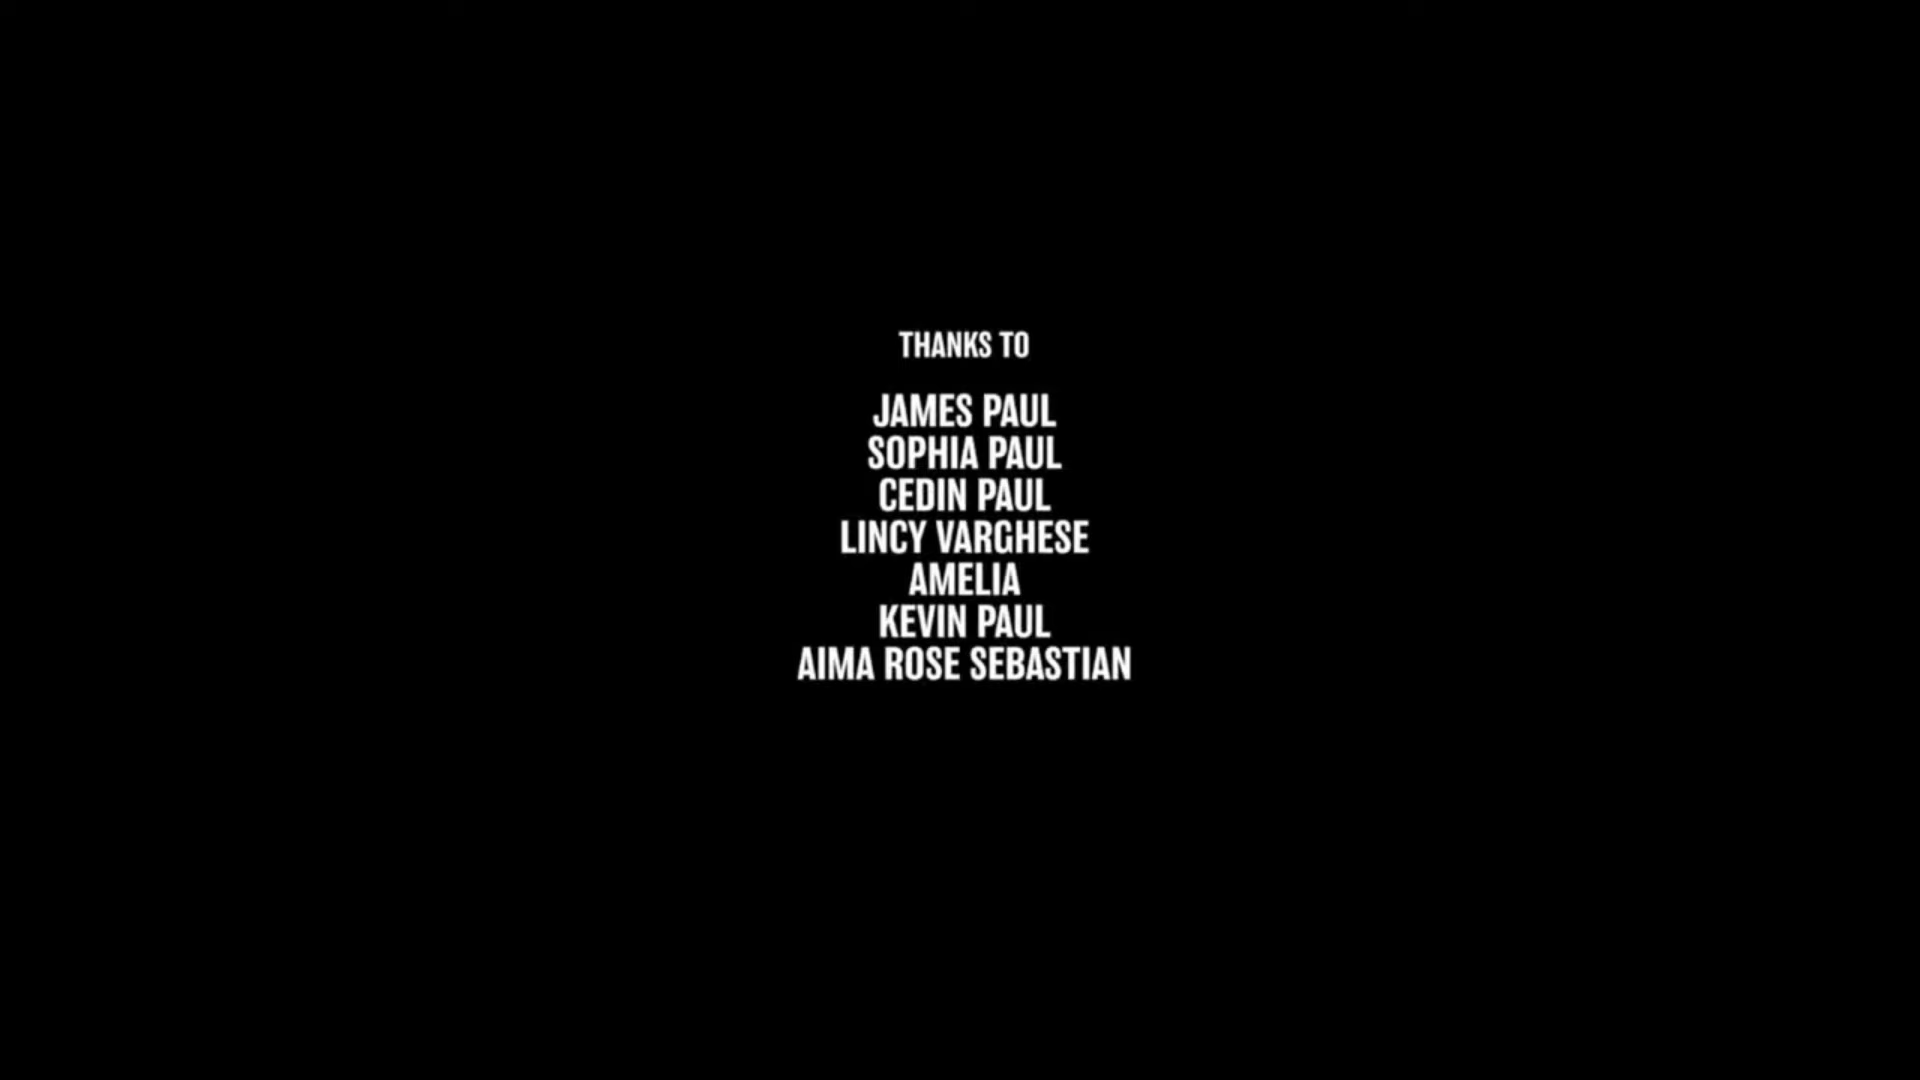 THANKS TO
JAMES PAUL
SOPHIA PAUL
CEDIN PAUL
LINCY VARGHESE
AMELIA
KEVIN PAUL
AIMA ROSE SEBASTIAN